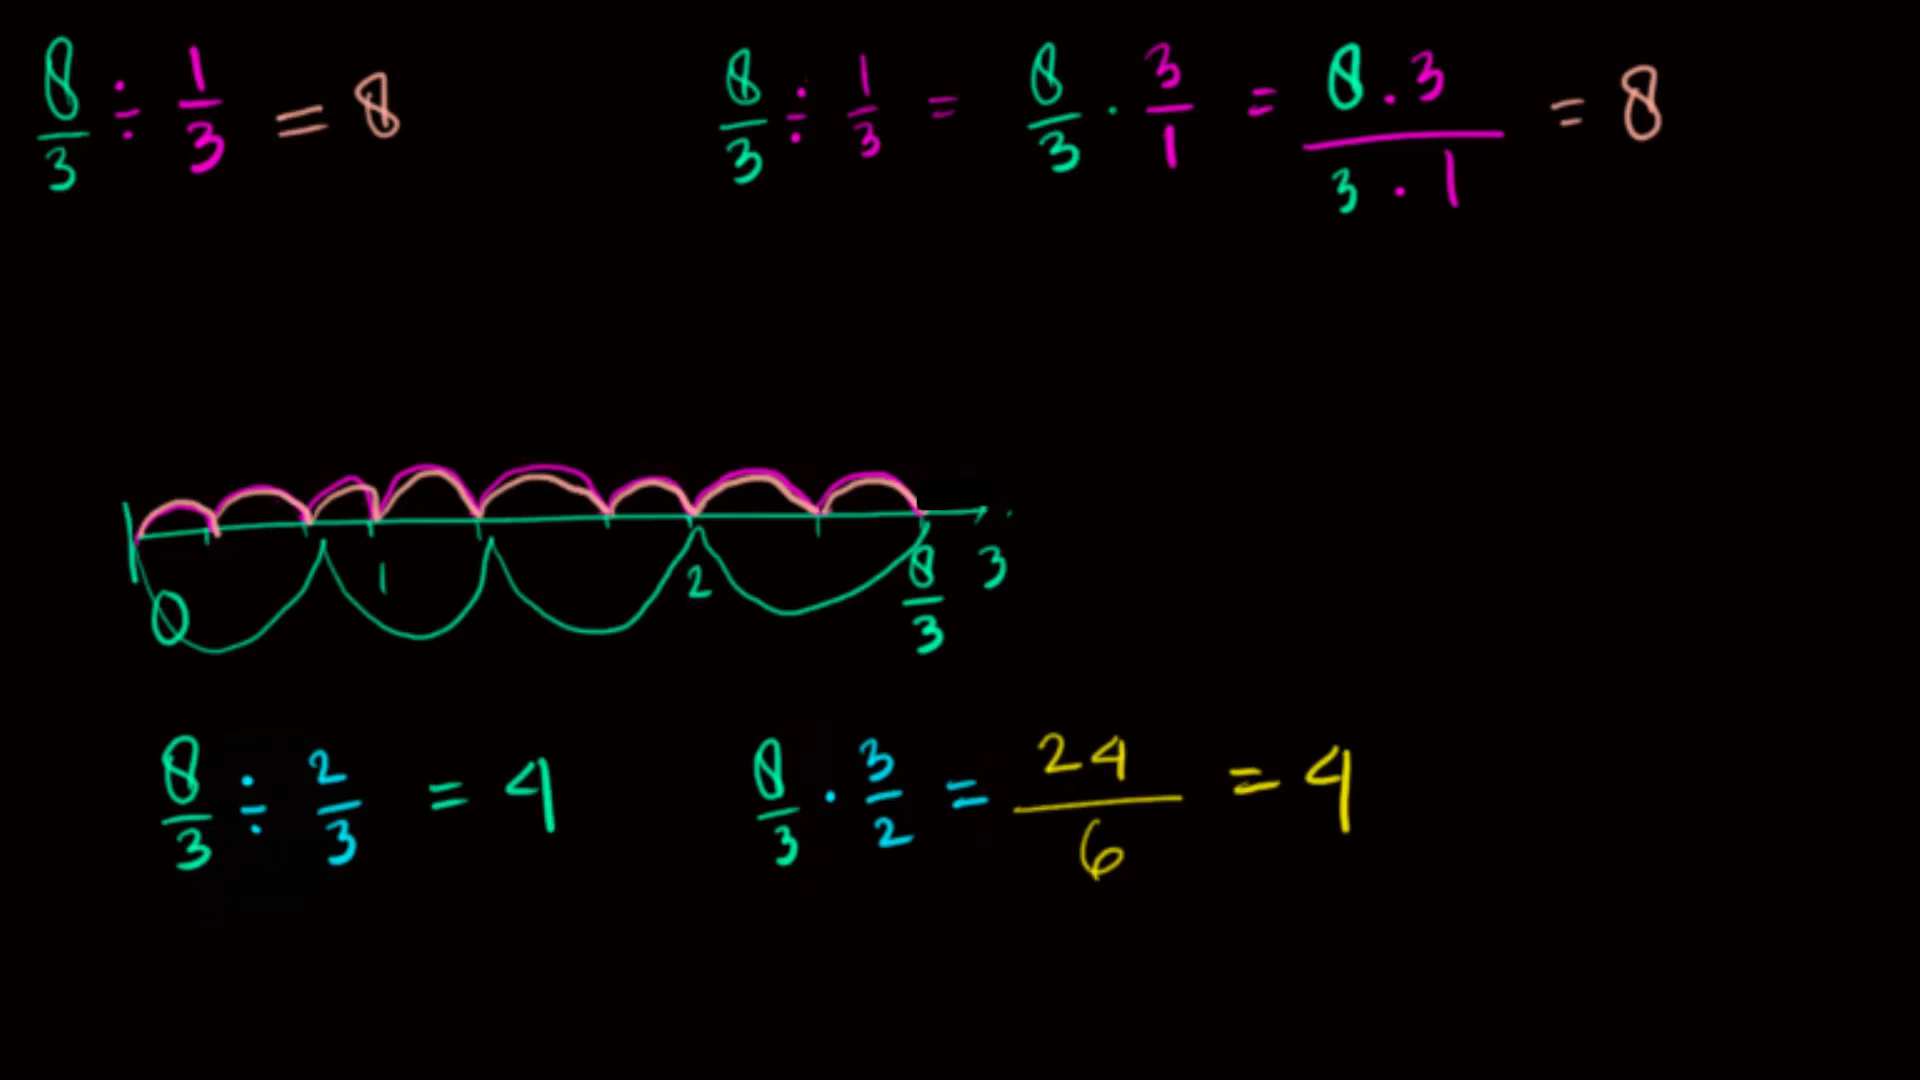 8/3 ÷ 1/3 = 8
8/3 ÷ 1/3 = 8/3 · 3/1 = 8·3/3·1 = 8
0 1 2 8/3 3
8/3 ÷ 2/3 = 4
8/3 · 3/2 = 24/6 = 4